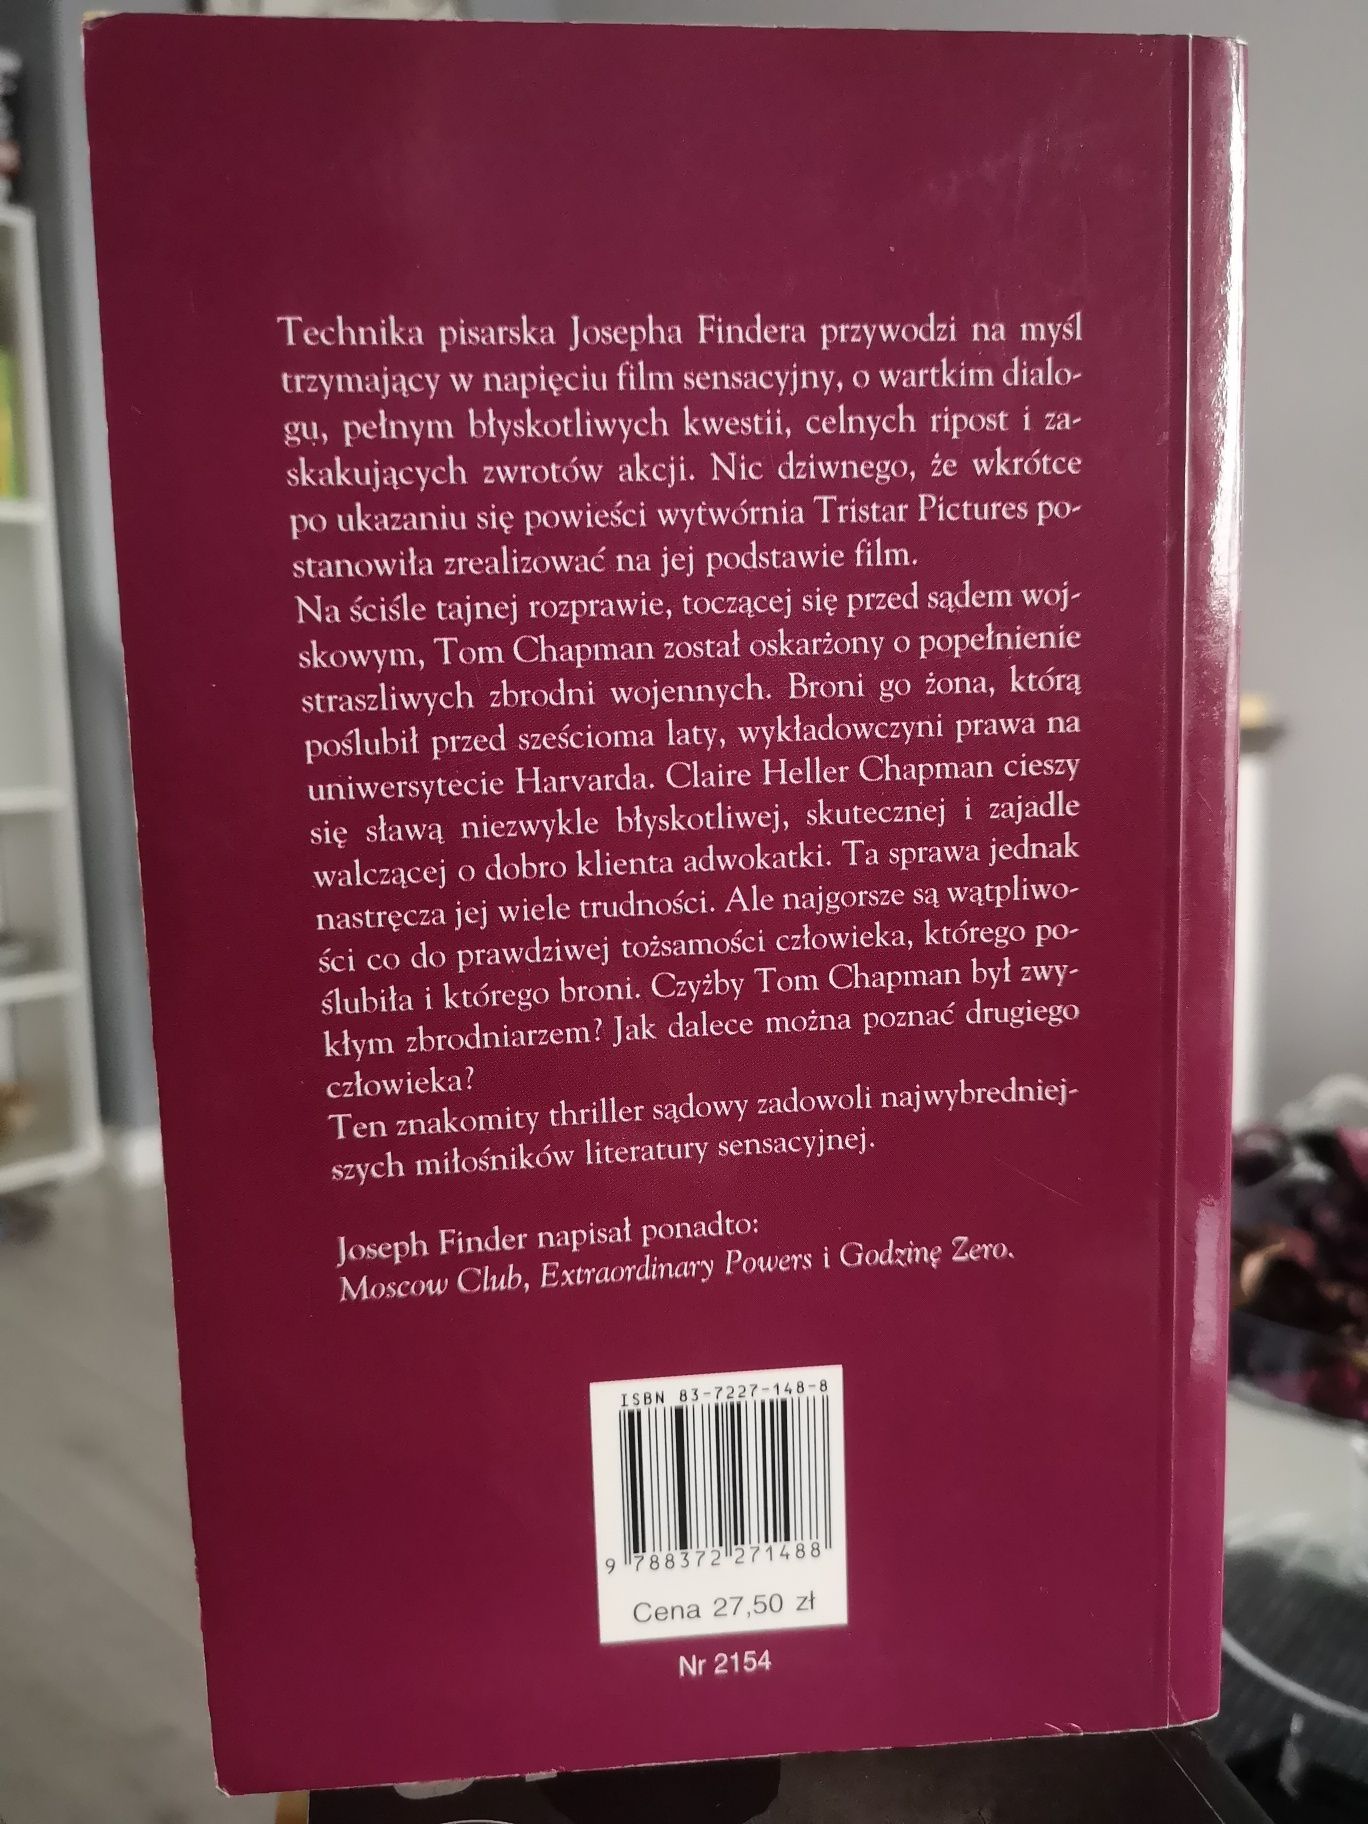 Technika pisarska Josepha Findera przywodzi na myśl
trzymający w napięciu film sensacyjny, o wartkim dialo-
gu, pełnym błyskotliwych kwestii, celnych ripost i za-
skakujących zwrotów akcji. Nic dziwnego, że wkrótce
po ukazaniu się powieści wytwórnia Tristar Pictures po-
stanowiła zrealizować na jej podstawie film.
Na ściśle tajnej rozprawie, toczącej się przed sądem woj-
skowym, Tom Chapman został oskarżony o popełnienie
straszliwych zbrodni wojennych. Broni go żona, którą
poślubił przed sześcioma laty, wykładowczyni prawa na
uniwersytecie Harvarda. Claire Heller Chapman cieszy
się sławą niezwykle błyskotliwej, skutecznej i zajadle
walczącej o dobro klienta adwokatki. Ta sprawa jednak
nastręcza jej wiele trudności. Ale najgorsze są wątpliwo-
ści co do prawdziwej tożsamości człowieka, którego po-
ślubiła i którego broni. Czyżby Tom Chapman był zwy-
kłym zbrodniarzem? Jak dalece można poznać drugiego
człowieka?
Ten znakomity thriller sądowy zadowoli najwybredniej-
szych miłośników literatury sensacyjnej.
Joseph Finder napisał ponadto:
Moscow Club, Extraordinary Powers i Godzinę Zero.
ISBN 83-7227-148-8
9 788372 271488
Cena 27,50 zł
Nr 2154